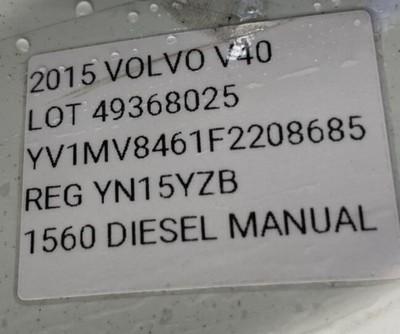 2015 VOLVO V40
LOT 49368025
YV1MV8461F2208685
REG YN15YZB
1560 DIESEL MANUAL